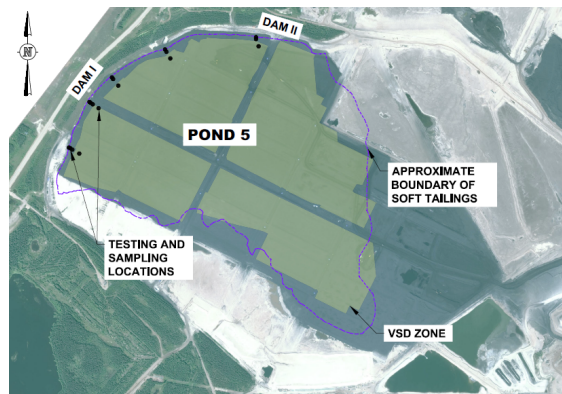 DAM II
N
DAM I
POND 5
APPROXIMATE
BOUNDARY OF
SOFT TAILINGS
TESTING AND
SAMPLING
LOCATIONS
VSD ZONE